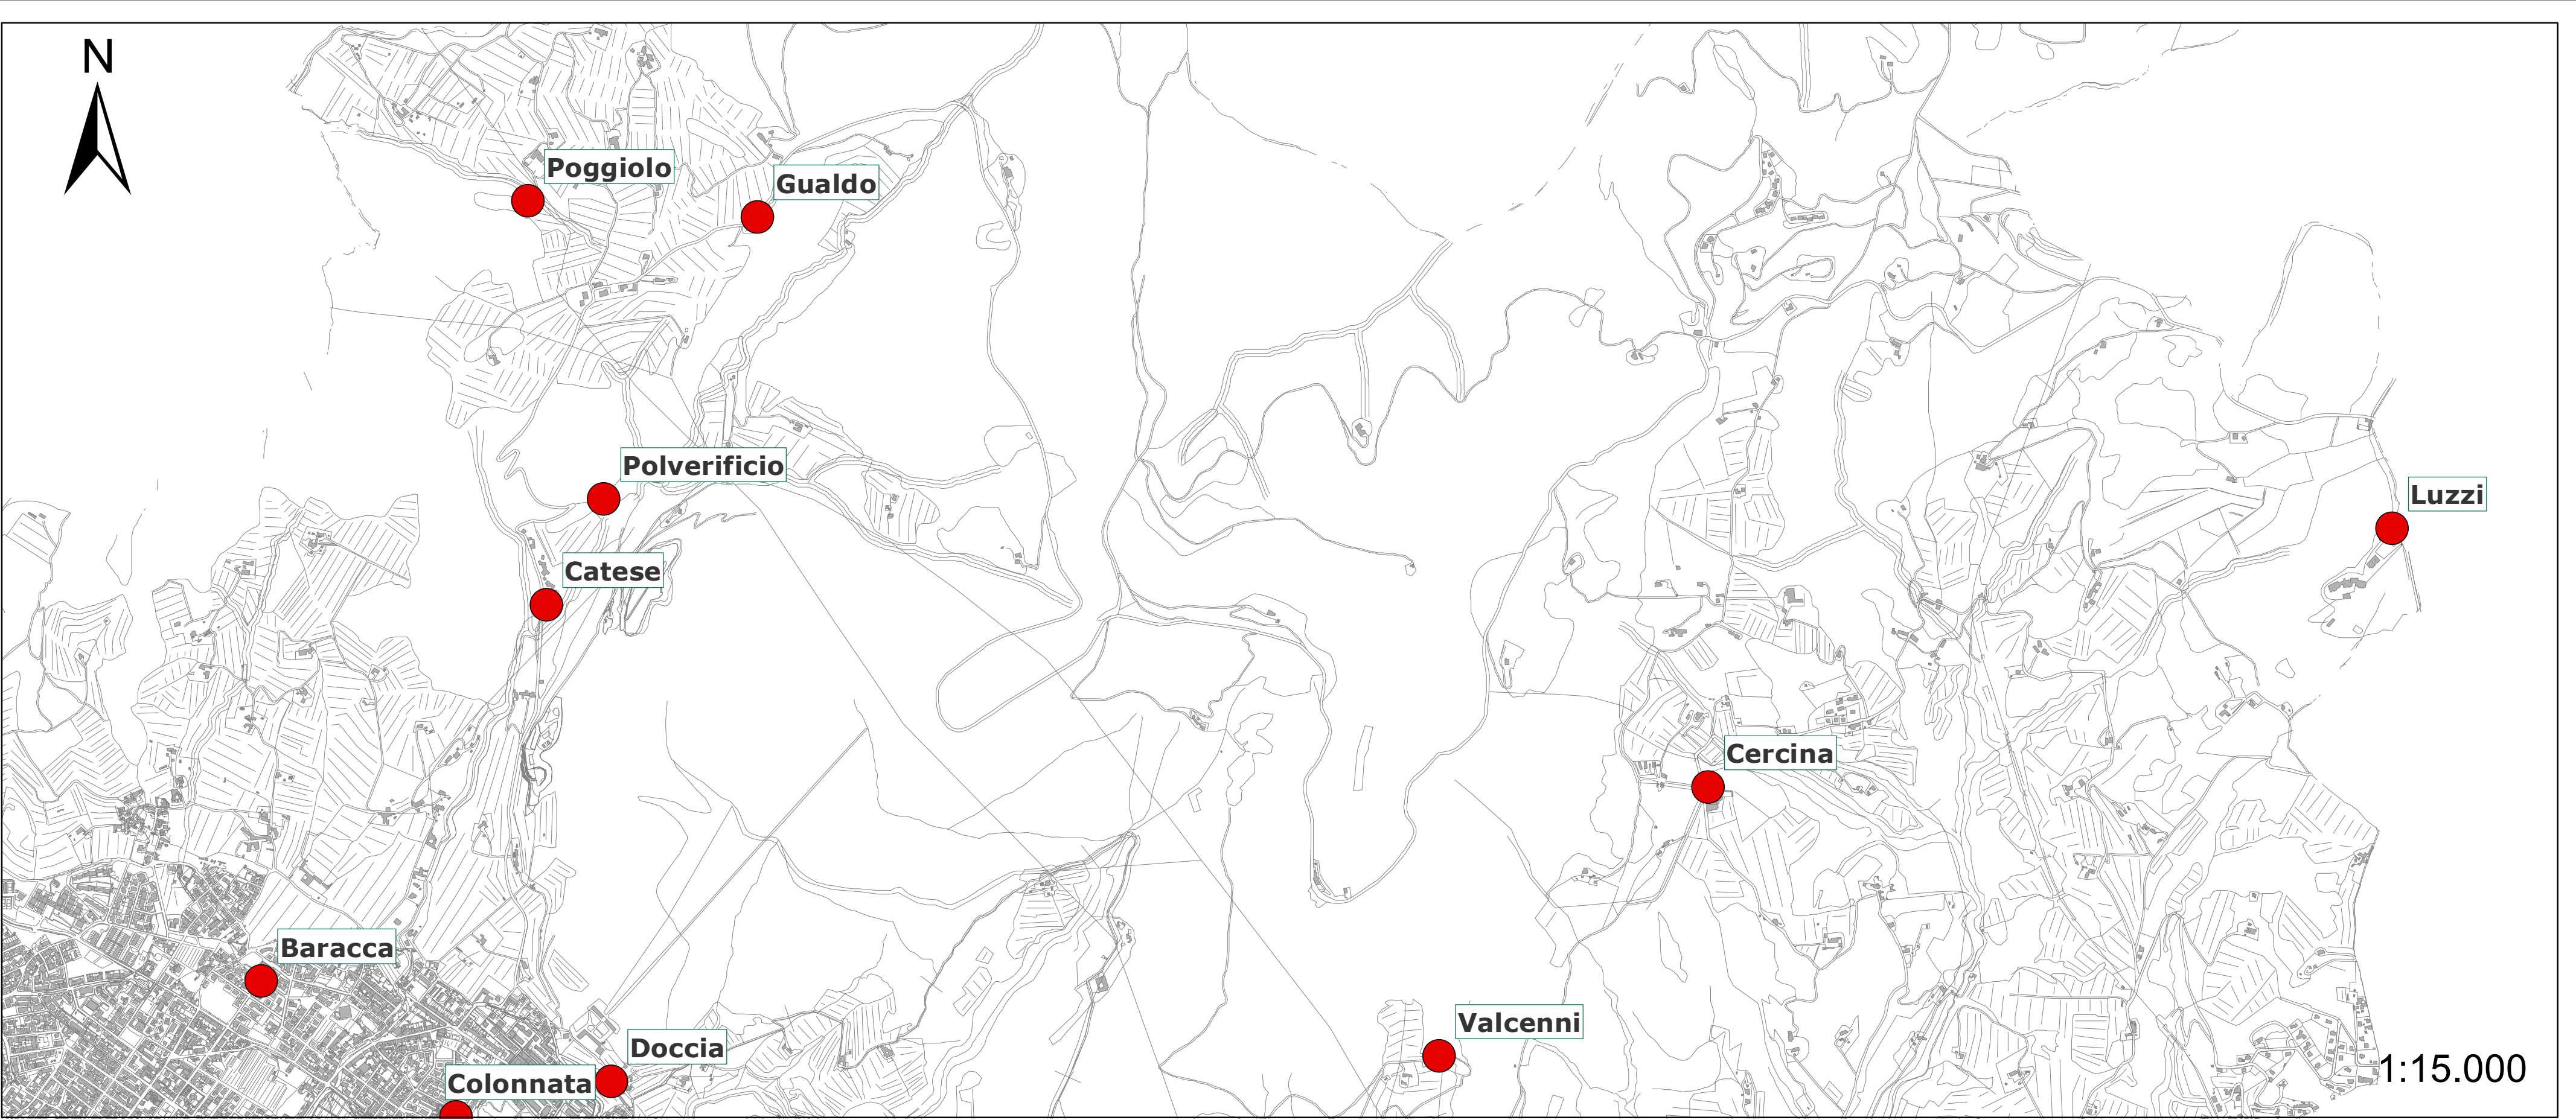 N
Poggiolo
Gualdo
Polverificio
Luzzi
Catese
Cercina
Baracca
Valcenni
Doccia
Colonnata
1:15.000